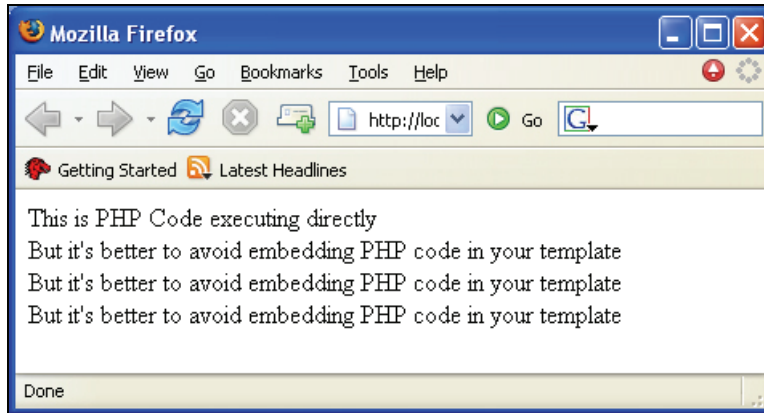 Mozilla Firefox
File Edit View Go Bookmarks Tools Help
http://loc Go G
Getting Started Latest Headlines
This is PHP Code executing directly
But it's better to avoid embedding PHP code in your template
But it's better to avoid embedding PHP code in your template
But it's better to avoid embedding PHP code in your template
Done